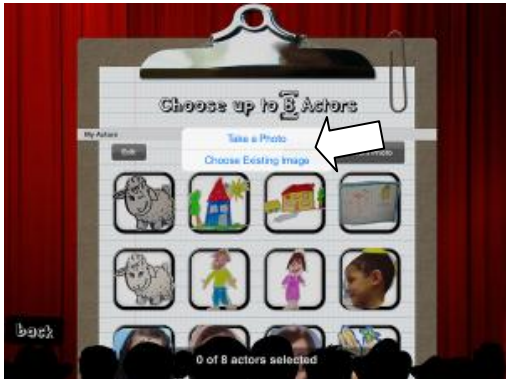 Choose up to 8 Actors
My Actors
Take a Photo
Choose Existing Image
Edit
Photo
back
0 of 8 actors selected